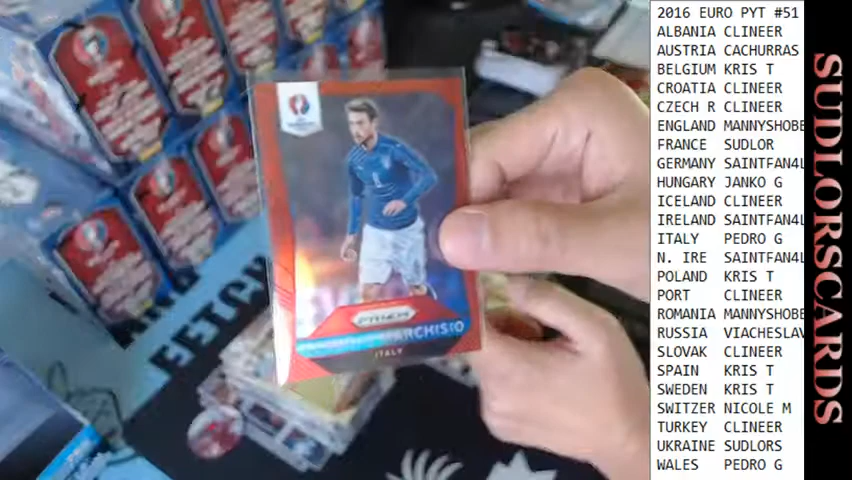 2016 EURO PYT #51
ALBANIA CLINEER
AUSTRIA CACHURRAS
BELGIUM KRIS T
CROATIA CLINEER
CZECH R CLINEER
ENGLAND MANNYSHOBE
FRANCE SUDLOR
GERMANY SAINTFAN4L
HUNGARY JANKO G
ICELAND CLINEER
IRELAND SAINTFAN4L
ITALY PEDRO G
N. IRE SAINTFAN4L
POLAND KRIS T
PORT CLINEER
ROMANIA MANNYSHOBE
RUSSIA VIACHESLAV
SLOVAK CLINEER
SPAIN KRIS T
SWEDEN KRIS T
SWITZER NICOLE M
TURKEY CLINEER
UKRAINE SUDLORS
WALES PEDRO G
SUDLORSCARDS
PRIZM
MARCHISIO
ITALY